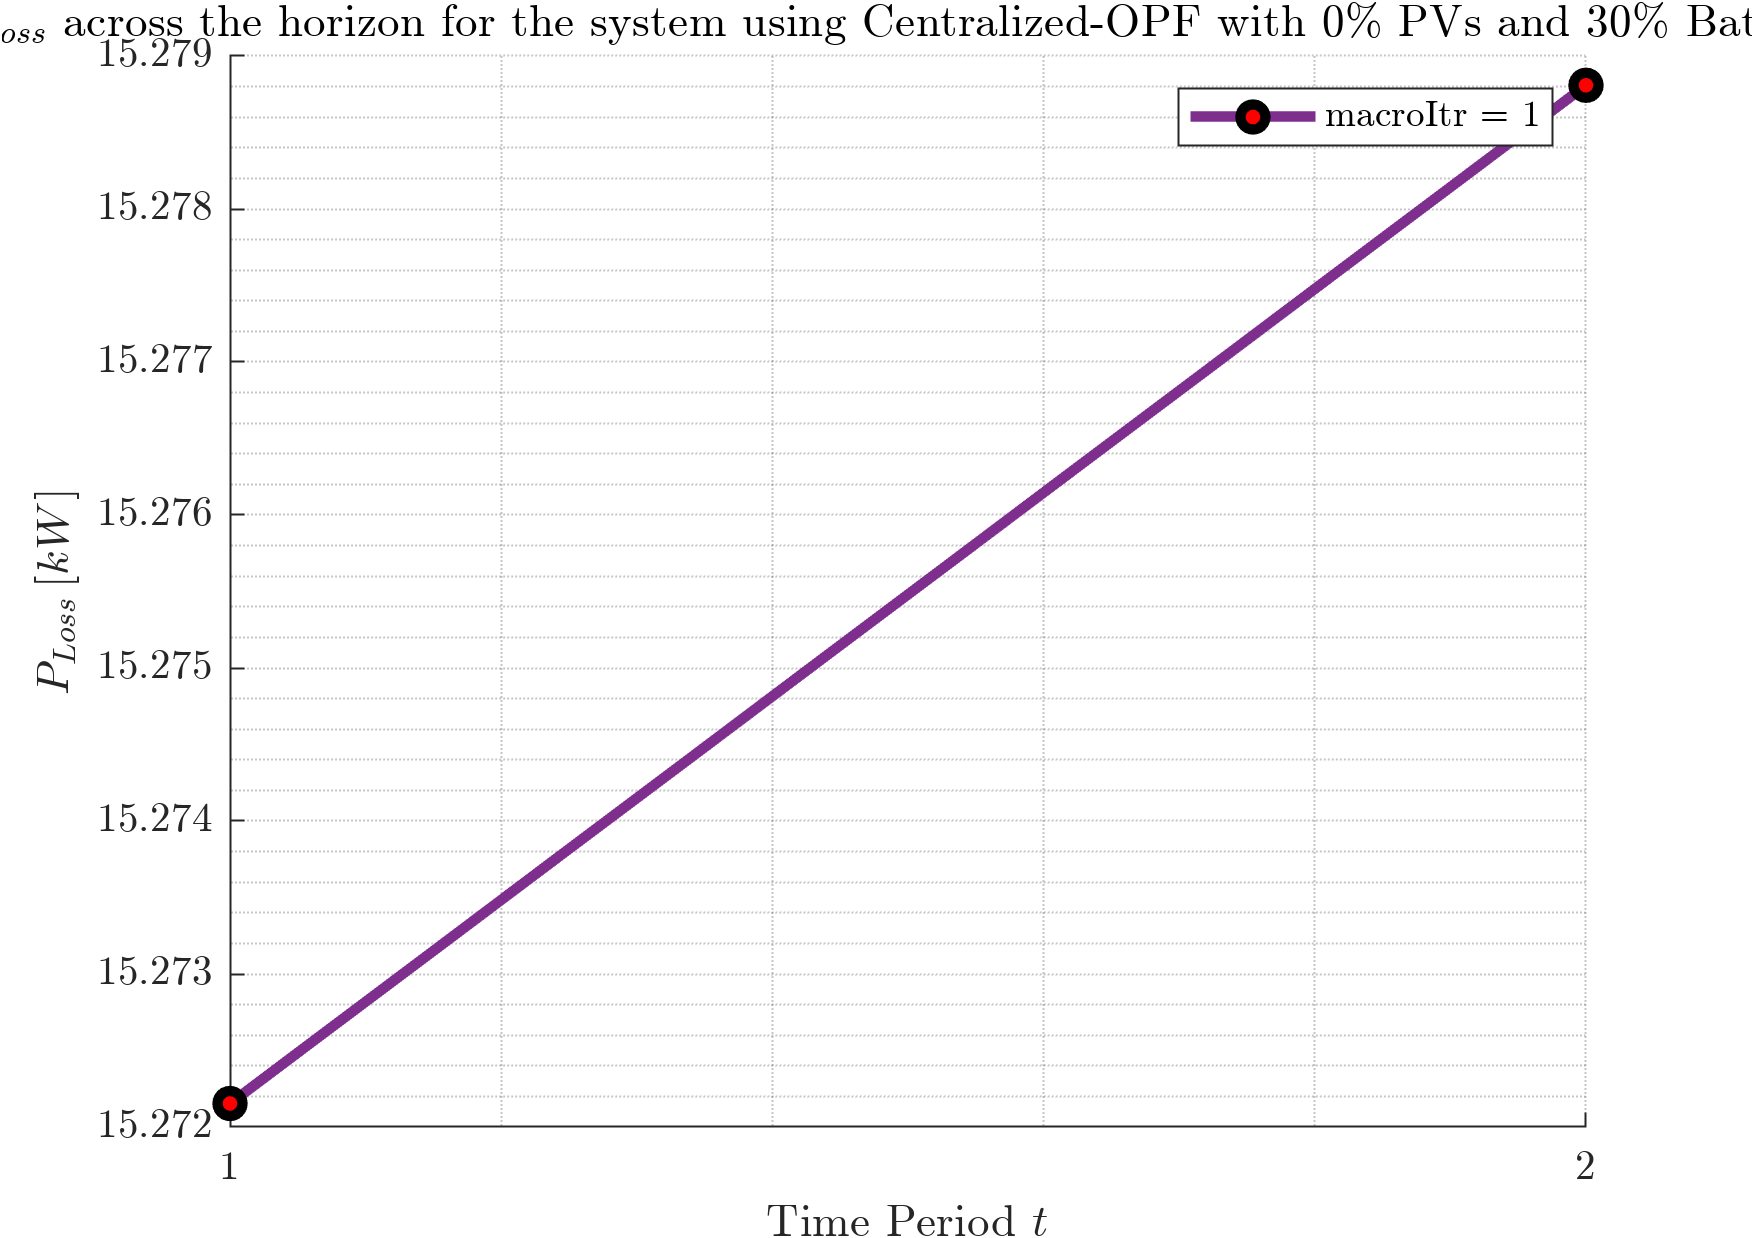 oss across the horizon for the system using Centralized-OPF with 0% PVs and 30% Bat
15.279
macroItr = 1
15.278
15.277
15.276
15.275
15.274
15.273
15.272
P_Loss [kW]
1
2
Time Period t